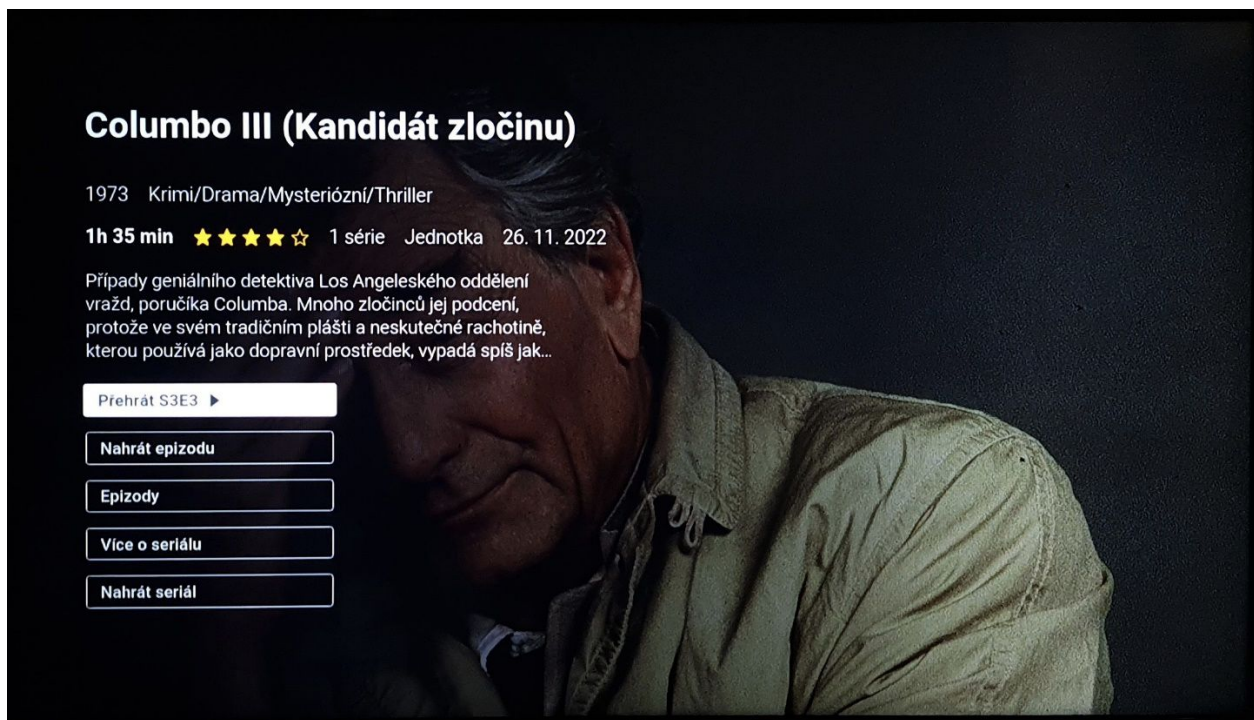 Columbo III (Kandidát zločinu)
1973 Krimi/Drama/Mysteriózní/Thriller
1h 35 min 1 série Jednotka 26. 11. 2022
Případy geniálního detektiva Los Angeleského oddělení
vražd, poručíka Columba. Mnoho zločinců jej podcení,
protože ve svém tradičním plášti a neskutečné rachotině,
kterou používá jako dopravní prostředek, vypadá spíš jak...
Přehrát S3E3
Nahrát epizodu
Epizody
Více o seriálu
Nahrát seriál